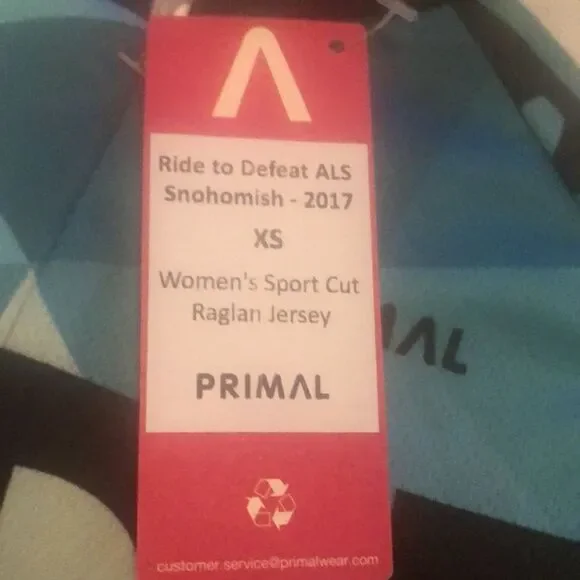 Ride to Defeat ALS
Snohomish - 2017
XS
Women's Sport Cut
Raglan Jersey
PRIMAL
customer.service@primalwear.com